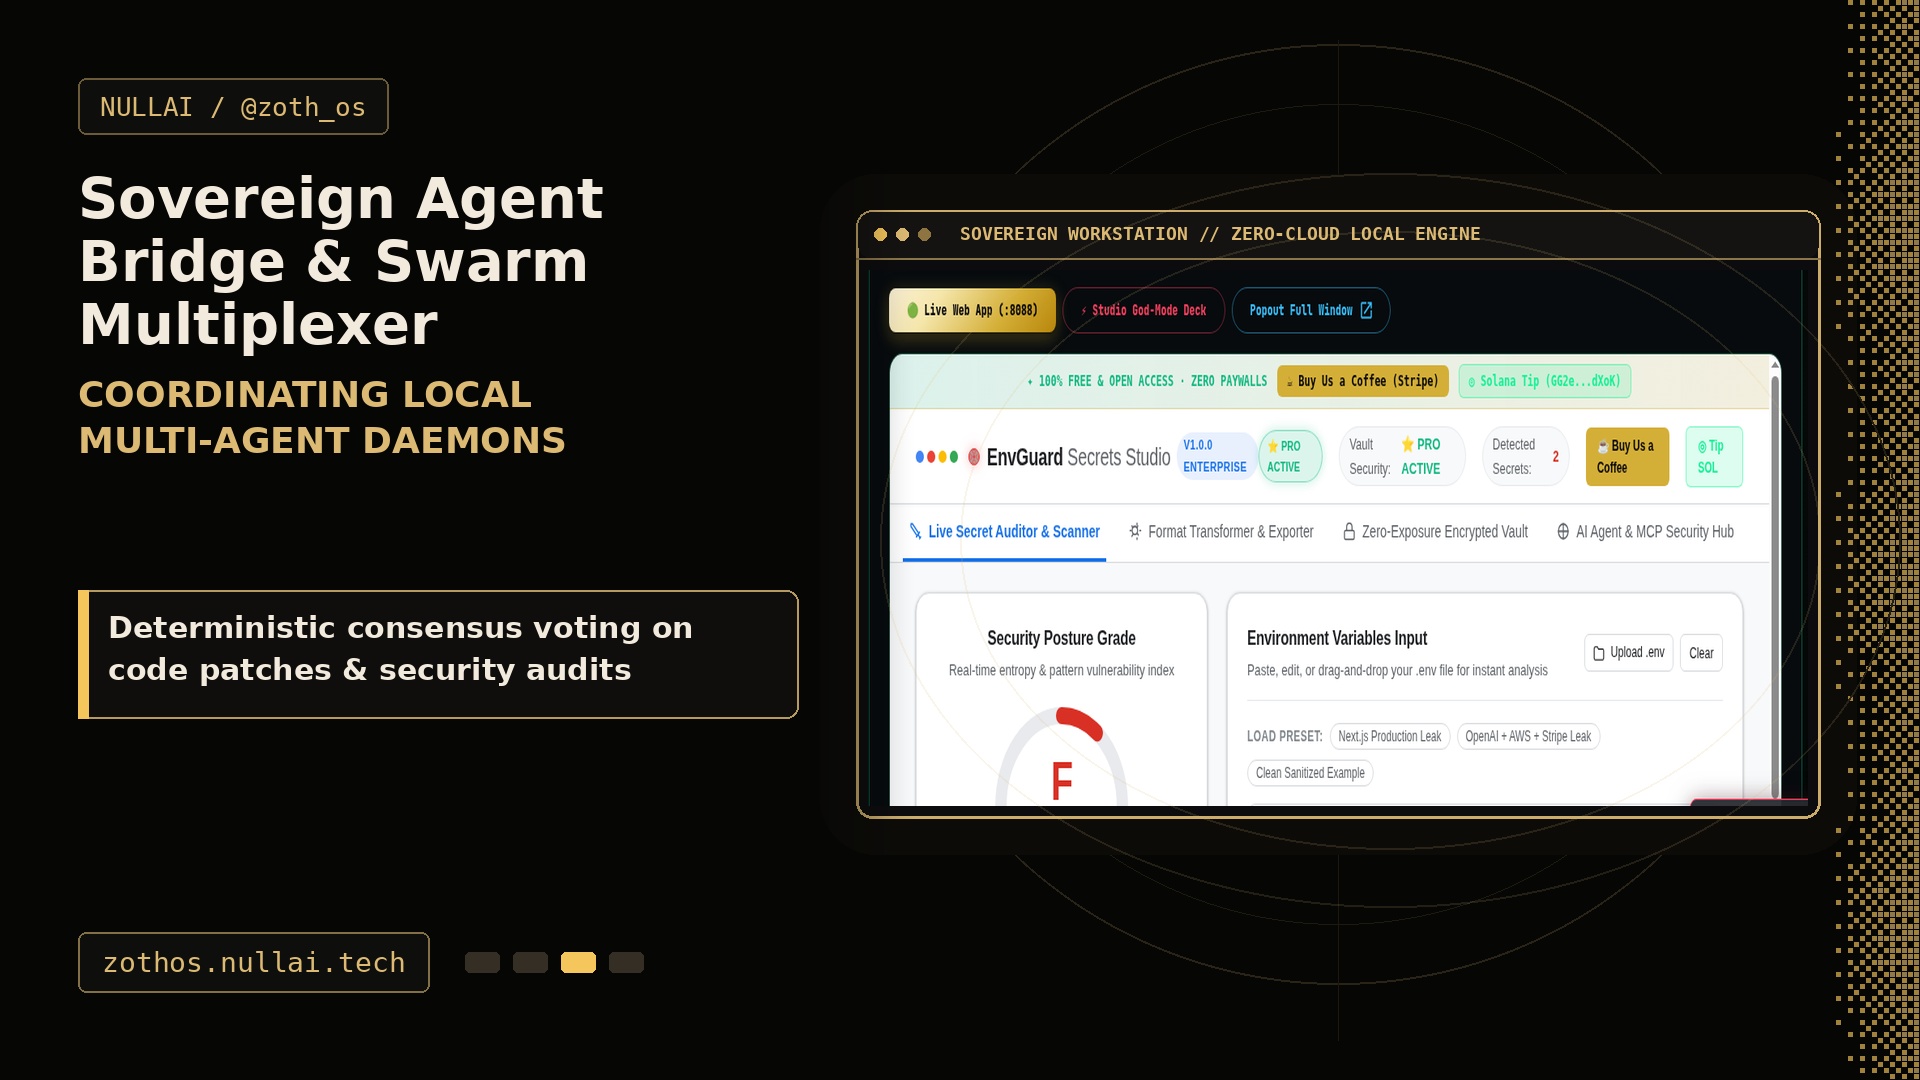 NULLAI / @zoth_os
Sovereign Agent
Bridge & Swarm
Multiplexer
COORDINATING LOCAL
MULTI-AGENT DAEMONS
Deterministic consensus voting on
code patches & security audits
zothos.nullai.tech
SOVEREIGN WORKSTATION // ZERO-CLOUD LOCAL ENGINE
Live Web App (:8088)
⚡ Studio God-Mode Deck
Popout Full Window
✦ 100% FREE & OPEN ACCESS · ZERO PAYWALLS
☕ Buy Us a Coffee (Stripe)
◎ Solana Tip (GG2e...dXoK)
EnvGuard Secrets Studio
V1.0.0
ENTERPRISE
⭐ PRO
ACTIVE
Vault
Security:
⭐ PRO
ACTIVE
Detected
Secrets:
2
☕ Buy Us a
Coffee
◎ Tip
SOL
Live Secret Auditor & Scanner
Format Transformer & Exporter
Zero-Exposure Encrypted Vault
AI Agent & MCP Security Hub
Security Posture Grade
Real-time entropy & pattern vulnerability index
F
Environment Variables Input
Paste, edit, or drag-and-drop your .env file for instant analysis
Upload .env
Clear
LOAD PRESET:
Next.js Production Leak
OpenAI + AWS + Stripe Leak
Clean Sanitized Example